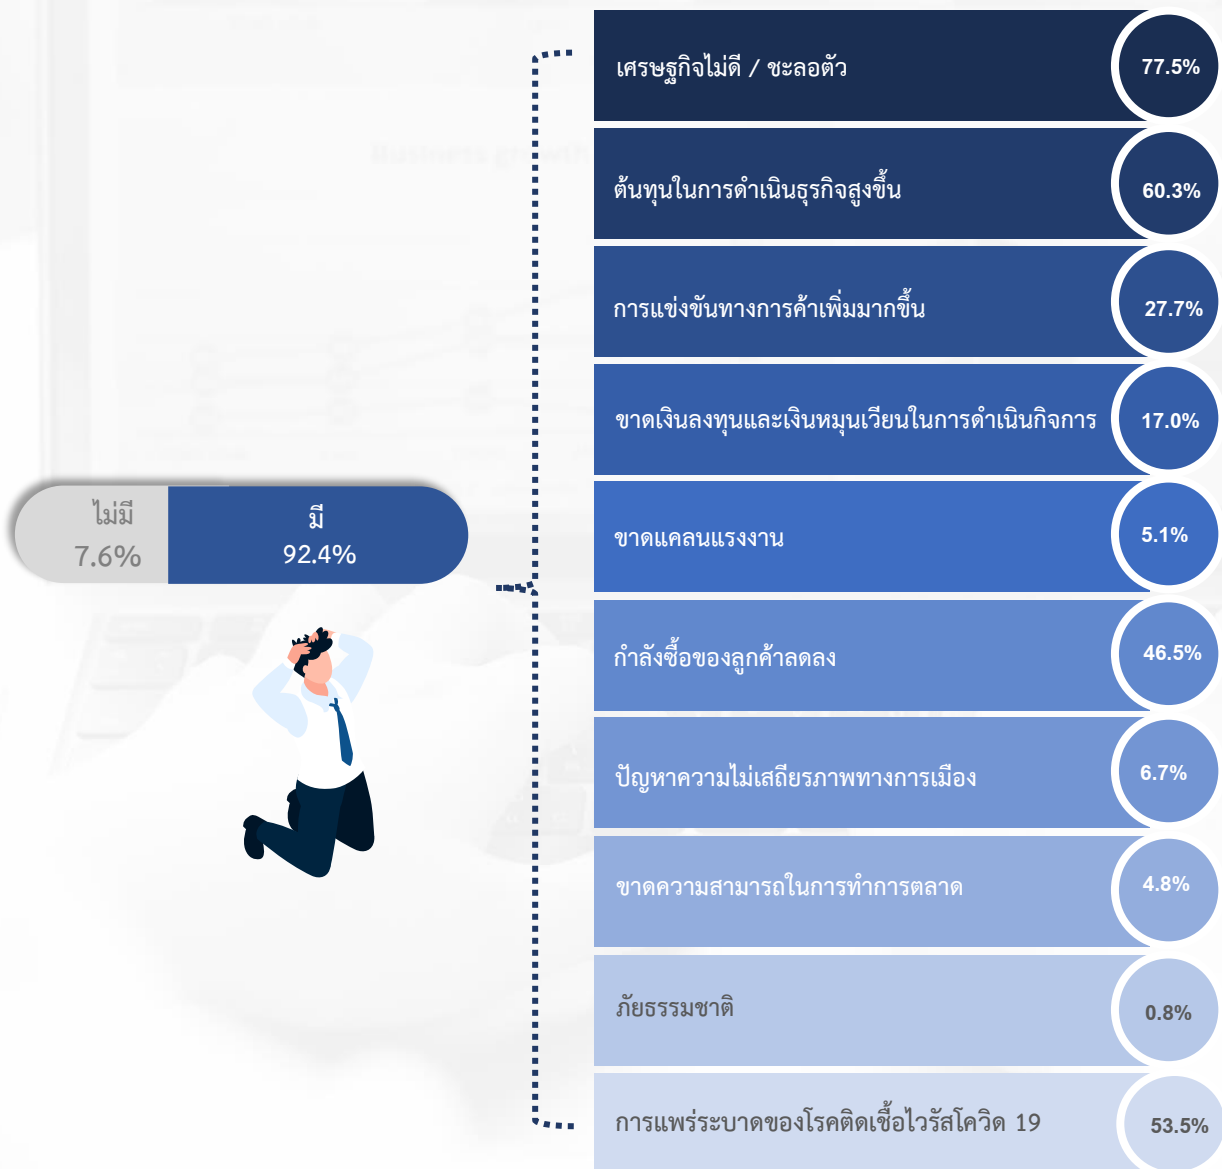 ไม่มี
7.6%
มี
92.4%
เศรษฐกิจไม่ดี / ชะลอตัว
77.5%
ต้นทุนในการดำเนินธุรกิจสูงขึ้น
60.3%
การแข่งขันทางการค้าเพิ่มมากขึ้น
27.7%
ขาดเงินลงทุนและเงินหมุนเวียนในการดำเนินกิจการ
17.0%
ขาดแคลนแรงงาน
5.1%
กำลังซื้อของลูกค้าลดลง
46.5%
ปัญหาความไม่เสถียรภาพทางการเมือง
6.7%
ขาดความสามารถในการทำการตลาด
4.8%
ภัยธรรมชาติ
0.8%
การแพร่ระบาดของโรคติดเชื้อไวรัสโควิด 19
53.5%